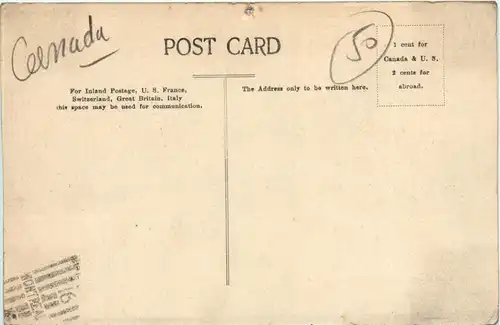 Canada
POST CARD
50
1 cent for
Canada & U. S.
2 cents for
abroad.
For Inland Postage, U. S. France,
Switzerland, Great Britain, Italy
this space may be used for communication.
The Address only to be written here.
MONTREAL